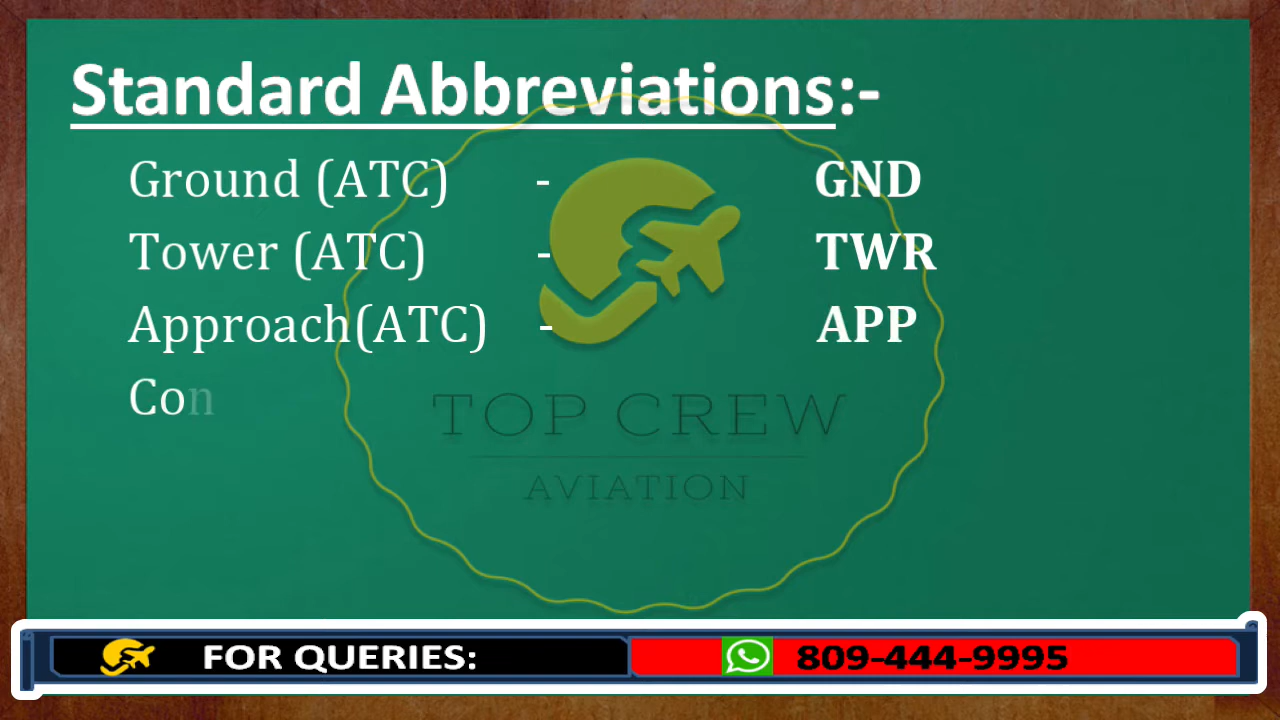 Standard Abbreviations:-
Ground (ATC) - GND
Tower (ATC) - TWR
Approach(ATC) - APP
Con
TOP CREW
AVIATION
FOR QUERIES: 809-444-9995